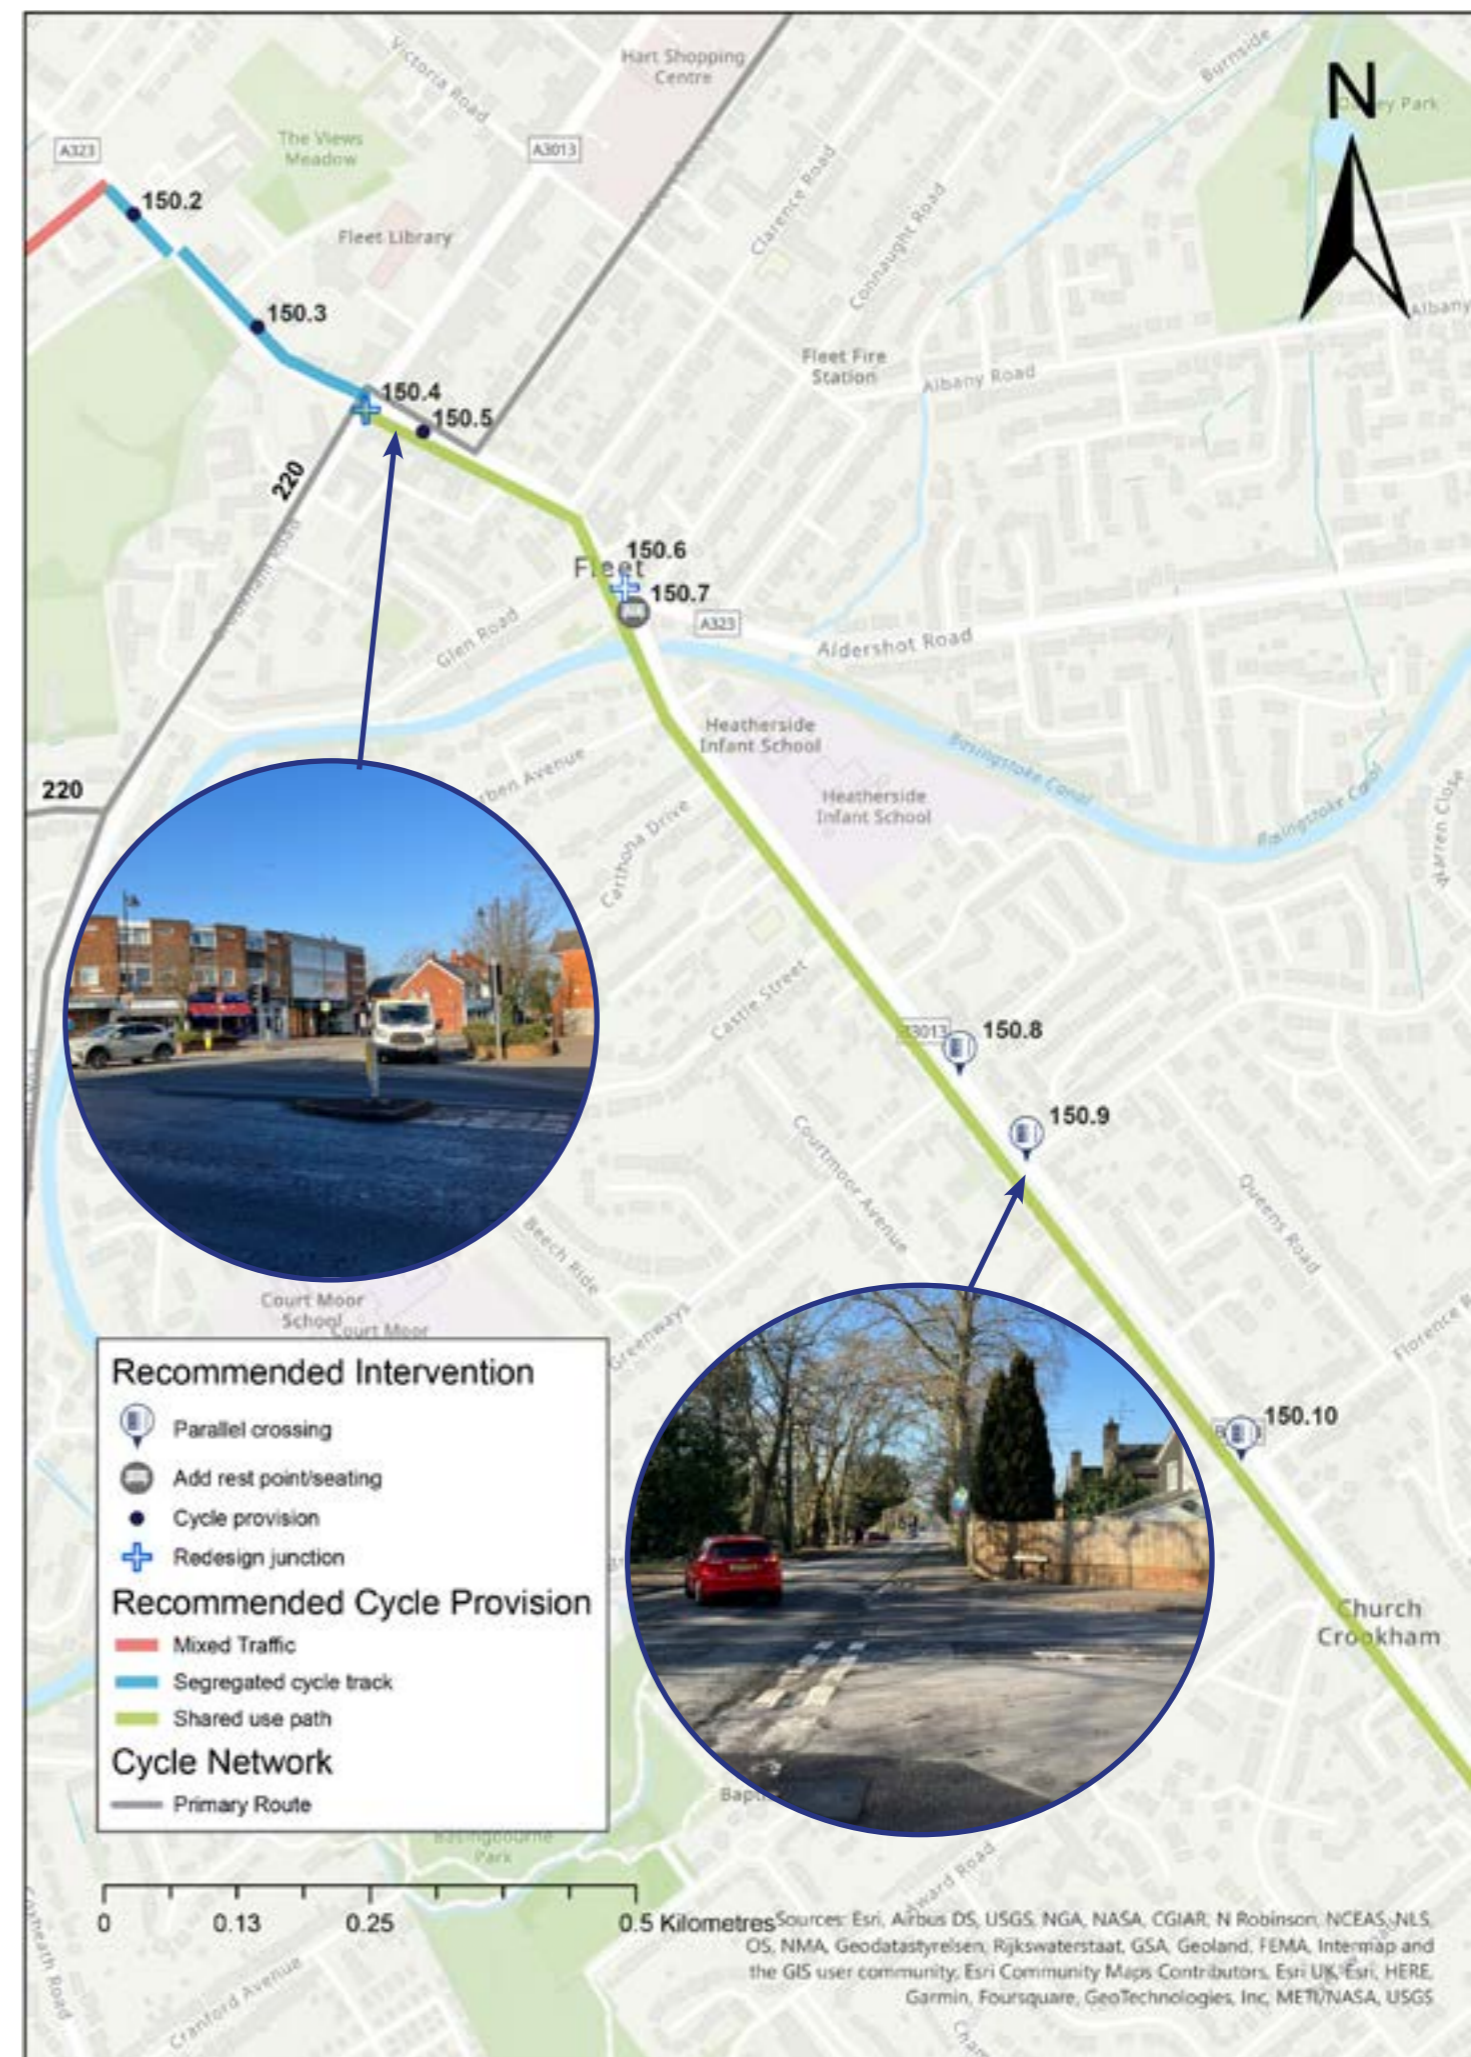 Hart Shopping
Centre
Victoria Road
Burnside
N
Park
A323
The Views
Meadow
A3013
150.2
Fleet Library
Clarence Road
Connaught Road
150.3
Albany
Fleet Fire
Station
Albany Road
150.4
150.5
220
150.6
Fleet
150.7
A323
Aldershot Road
Glen Road
Heatherside
Infant School
Basingstoke Canal
220
Avenue
Heatherside
Infant School
Basingstoke Canal
Carthona Drive
Warren Close
Castle Street
150.8
150.9
Courtmoor Avenue
Queens Road
Beech Ride
Court Moor
School
Court Moor
Greenways
Florence
150.10
Recommended Intervention
Parallel crossing
Add rest point/seating
Cycle provision
Redesign junction
Recommended Cycle Provision
Mixed Traffic
Segregated cycle track
Shared use path
Cycle Network
Primary Route
Church
Crookham
Basingbourne
Park
0 0.13 0.25 0.5 Kilometres
Cranford Avenue
Sources: Esri, Airbus DS, USGS, NGA, NASA, CGIAR, N Robinson, NCEAS, NLS,
OS, NMA, Geodatastyrelsen, Rijkswaterstaat, GSA, Geoland, FEMA, Intermap and
the GIS user community, Esri Community Maps Contributors, Esri UK, Esri, HERE,
Garmin, Foursquare, GeoTechnologies, Inc, METI/NASA, USGS